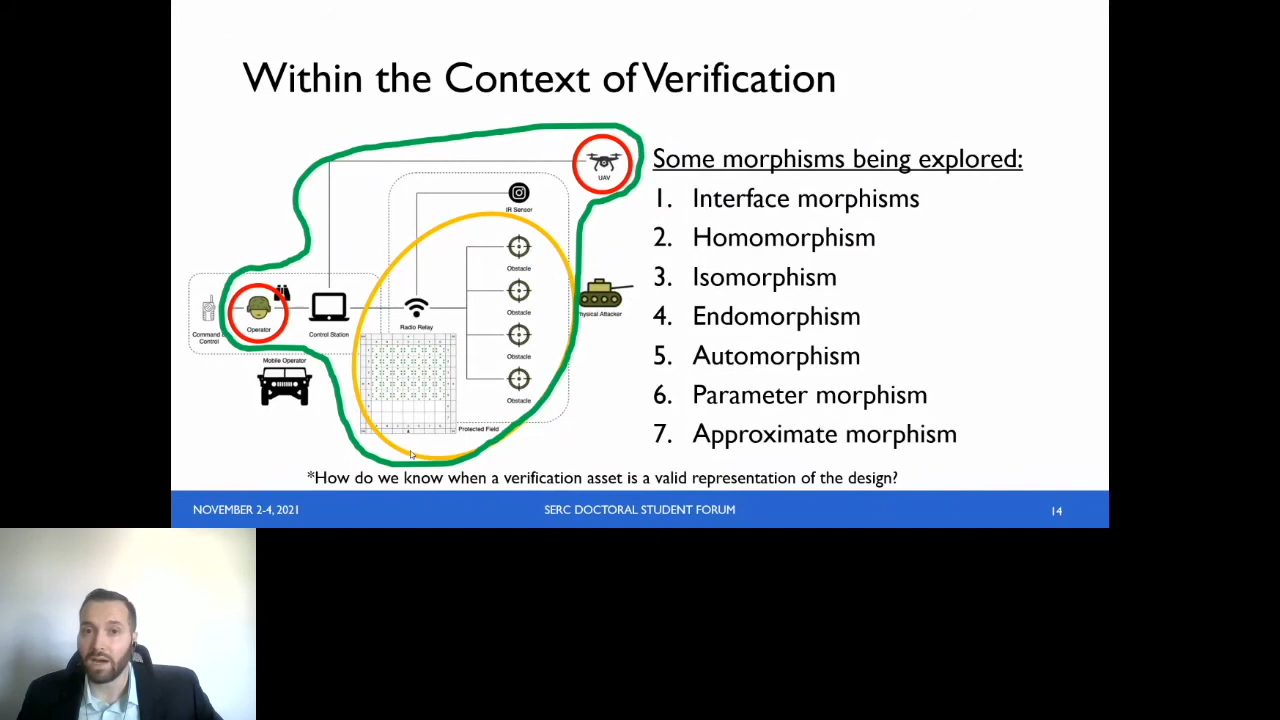 Within the Context of Verification
UAV
IR Sensor
Obstacle
Obstacle
Obstacle
Obstacle
Radio Relay
Operator
Control Station
Command
Control
Mobile Operator
Physical Attacker
Protected Field
Some morphisms being explored:
1. Interface morphisms
2. Homomorphism
3. Isomorphism
4. Endomorphism
5. Automorphism
6. Parameter morphism
7. Approximate morphism
*How do we know when a verification asset is a valid representation of the design?
NOVEMBER 2-4, 2021
SERC DOCTORAL STUDENT FORUM
14